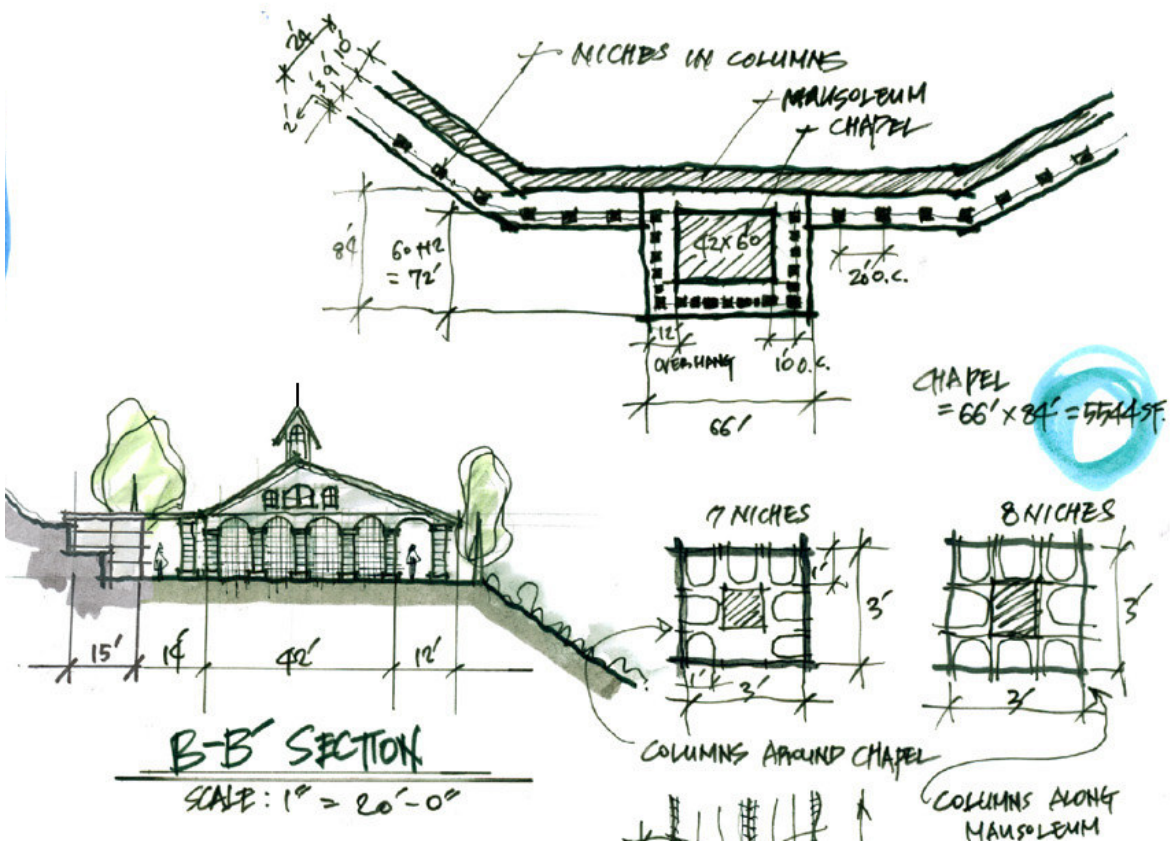 24'
10'
9'
3'
2'
NICHES IN COLUMNS
MAUSOLEUM
CHAPEL
84'
60+12
= 72'
42x60
20' O.C.
12'
OVERHANG
10' O.C.
66'
CHAPEL
= 66' x 84' = 5544 SF.
7 NICHES
8 NICHES
1'
3'
3'
1'
3'
3'
15'
14'
42'
12'
B-B' SECTION
SCALE: 1" = 20'-0"
COLUMNS AROUND CHAPEL
COLUMNS ALONG
MAUSOLEUM